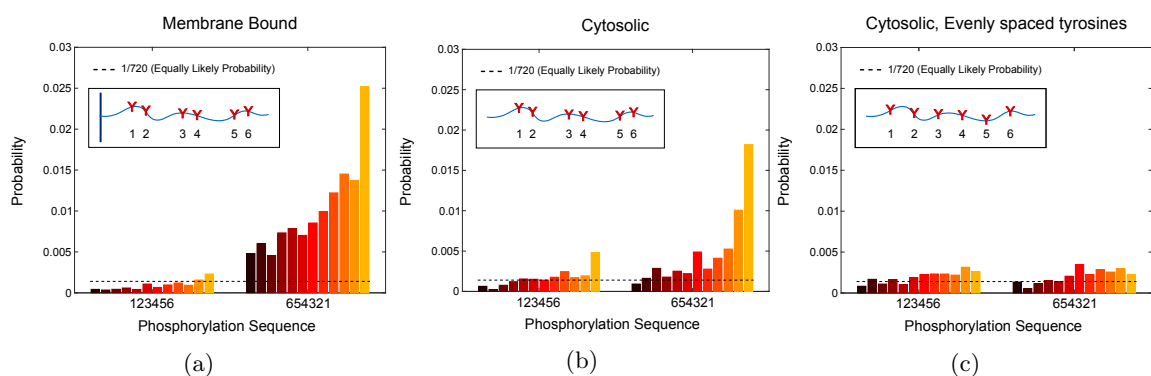 Membrane Bound
0.03
0.025
0.02
0.015
0.01
0.005
0
Probability
1/720 (Equally Likely Probability)
Y Y Y Y Y Y
1 2 3 4 5 6
123456 654321
Phosphorylation Sequence
(a)
Cytosolic
0.03
0.025
0.02
0.015
0.01
0.005
0
Probability
1/720 (Equally Likely Probability)
Y Y Y Y Y Y
1 2 3 4 5 6
123456 654321
Phosphorylation Sequence
(b)
Cytosolic, Evenly spaced tyrosines
0.03
0.025
0.02
0.015
0.01
0.005
0
Probability
1/720 (Equally Likely Probability)
Y Y Y Y Y Y
1 2 3 4 5 6
123456 654321
Phosphorylation Sequence
(c)